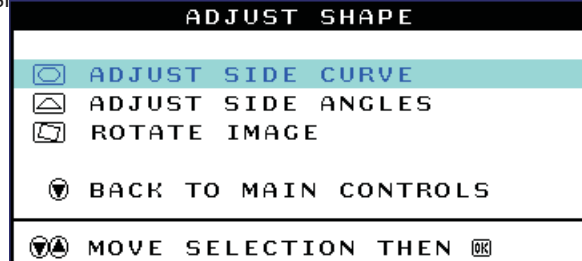 ADJUST SHAPE
ADJUST SIDE CURVE
ADJUST SIDE ANGLES
ROTATE IMAGE
BACK TO MAIN CONTROLS
MOVE SELECTION THEN OK